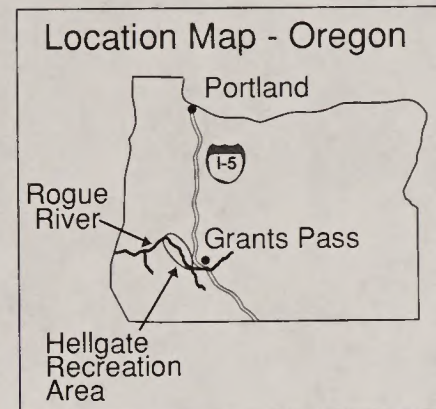 Location Map - Oregon
Portland
I-5
Rogue
River
Grants Pass
Hellgate
Recreation
Area